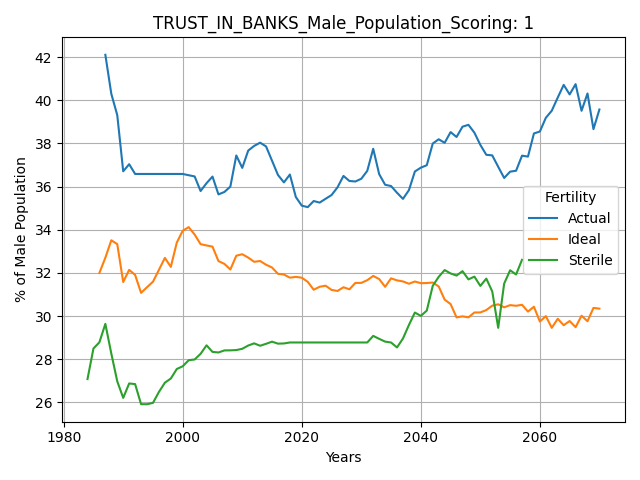 TRUST_IN_BANKS_Male_Population_Scoring: 1
% of Male Population
42
40
38
36
34
32
30
28
26
Fertility
Actual
Ideal
Sterile
1980 2000 2020 2040 2060
Years